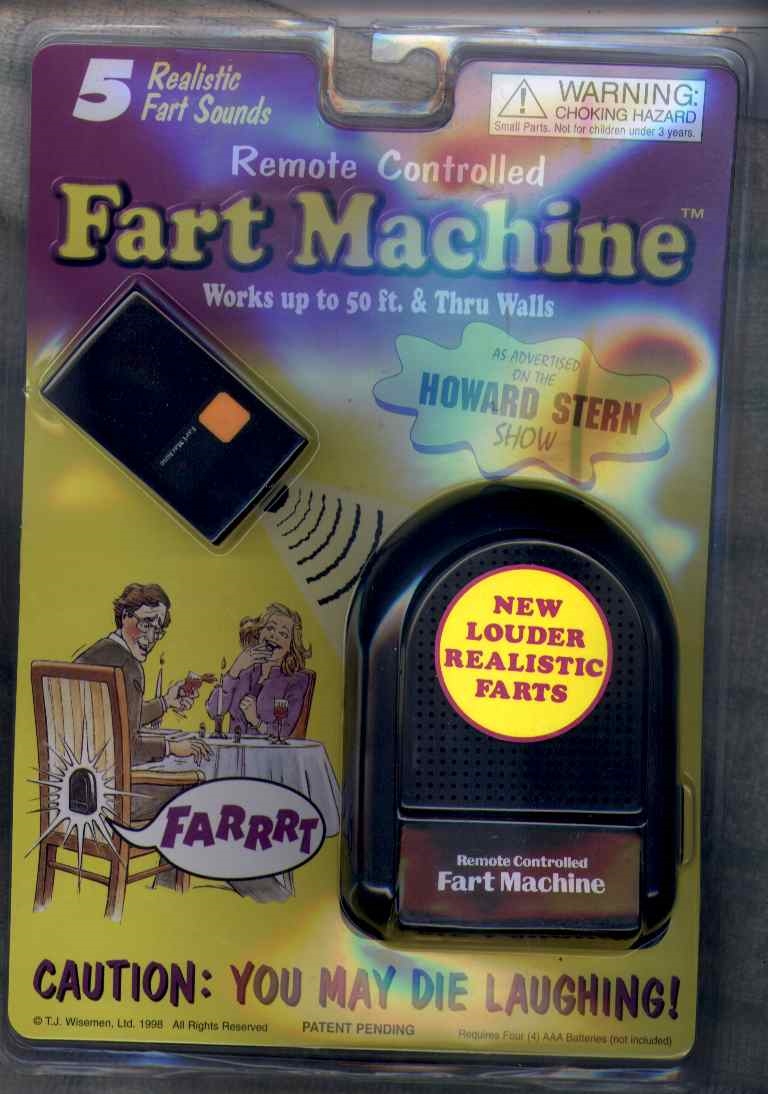 5 Realistic
Fart Sounds
WARNING:
CHOKING HAZARD
Small Parts. Not for children under 3 years.
Remote Controlled
Fart Machine™
Works up to 50 ft. & Thru Walls
AS ADVERTISED
ON THE
HOWARD STERN
SHOW
Fart Machine
NEW
LOUDER
REALISTIC
FARTS
FARRRT
Remote Controlled
Fart Machine
CAUTION: YOU MAY DIE LAUGHING!
© T.J. Wisemen, Ltd. 1998 All Rights Reserved
PATENT PENDING
Requires Four (4) AAA Batteries (not included)